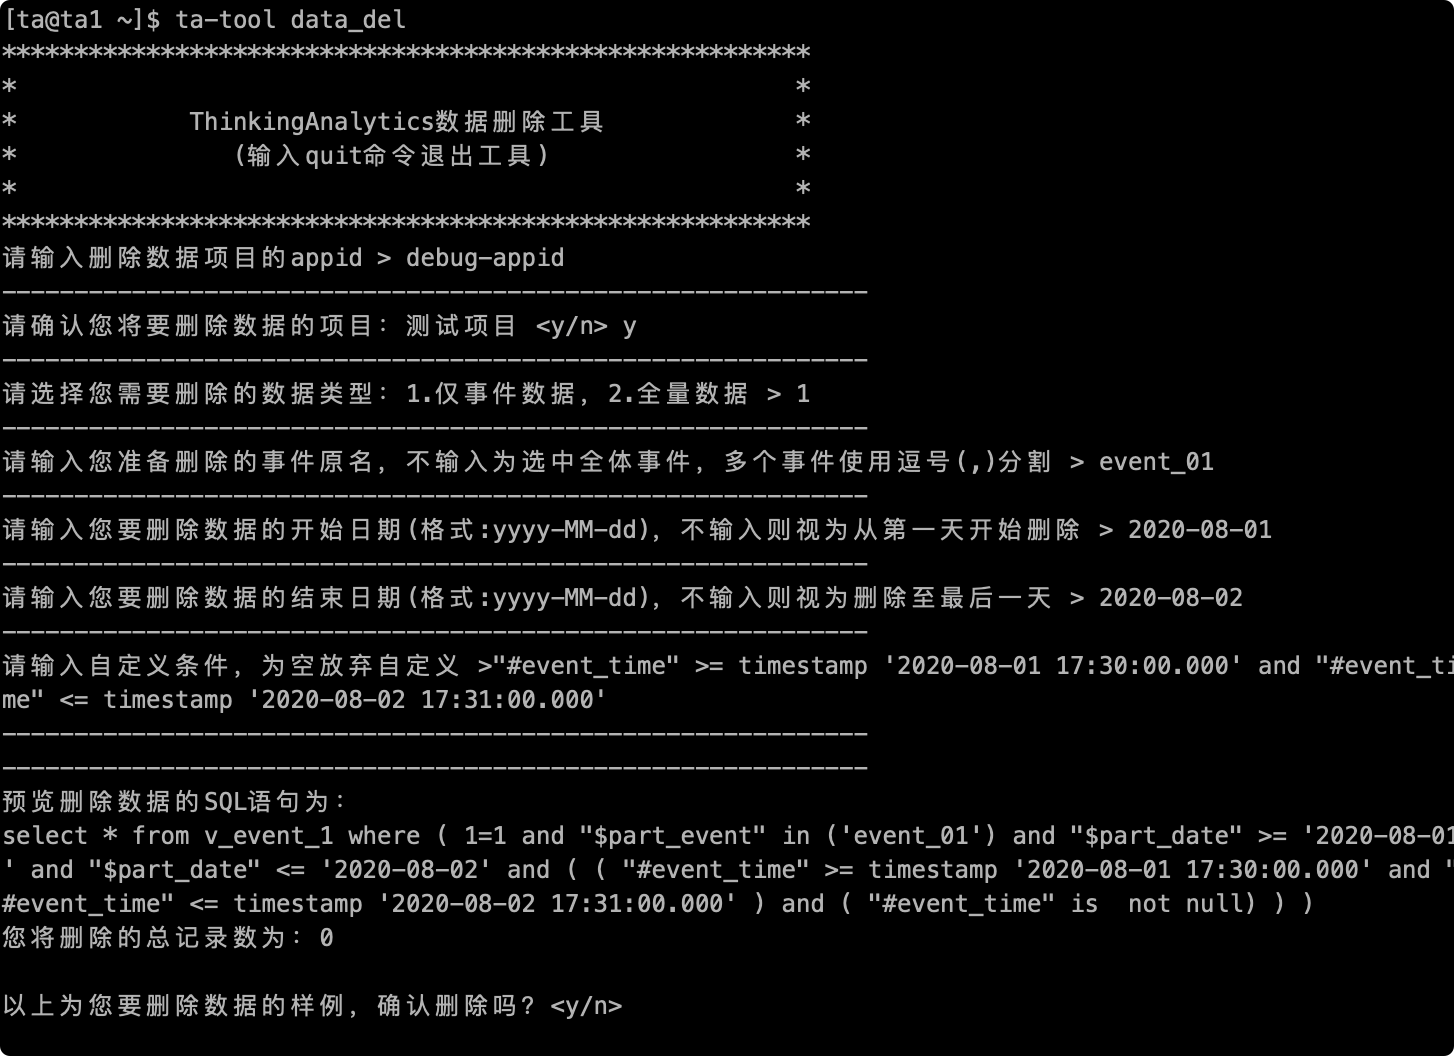 [ta@ta1 ~]$ ta-tool data_del
********************************************************
*                                                      *
*            ThinkingAnalytics数据删除工具             *
*               (输入quit命令退出工具)                 *
*                                                      *
********************************************************
请输入删除数据项目的appid > debug-appid
------------------------------------------------------------
请确认您将要删除数据的项目: 测试项目 <y/n> y
------------------------------------------------------------
请选择您需要删除的数据类型: 1.仅事件数据, 2.全量数据 > 1
------------------------------------------------------------
请输入您准备删除的事件原名, 不输入为选中全体事件, 多个事件使用逗号(,)分割 > event_01
------------------------------------------------------------
请输入您要删除数据的开始日期(格式:yyyy-MM-dd), 不输入则视为从第一天开始删除 > 2020-08-01
------------------------------------------------------------
请输入您要删除数据的结束日期(格式:yyyy-MM-dd), 不输入则视为删除至最后一天 > 2020-08-02
------------------------------------------------------------
请输入自定义条件, 为空放弃自定义 >"#event_time" >= timestamp '2020-08-01 17:30:00.000' and "#event_ti
me" <= timestamp '2020-08-02 17:31:00.000'
------------------------------------------------------------
------------------------------------------------------------
预览删除数据的SQL语句为:
select * from v_event_1 where ( 1=1 and "$part_event" in ('event_01') and "$part_date" >= '2020-08-01
' and "$part_date" <= '2020-08-02' and ( ( "#event_time" >= timestamp '2020-08-01 17:30:00.000' and "
#event_time" <= timestamp '2020-08-02 17:31:00.000' ) and ( "#event_time" is  not null) ) )
您将删除的总记录数为: 0
以上为您要删除数据的样例, 确认删除吗? <y/n>